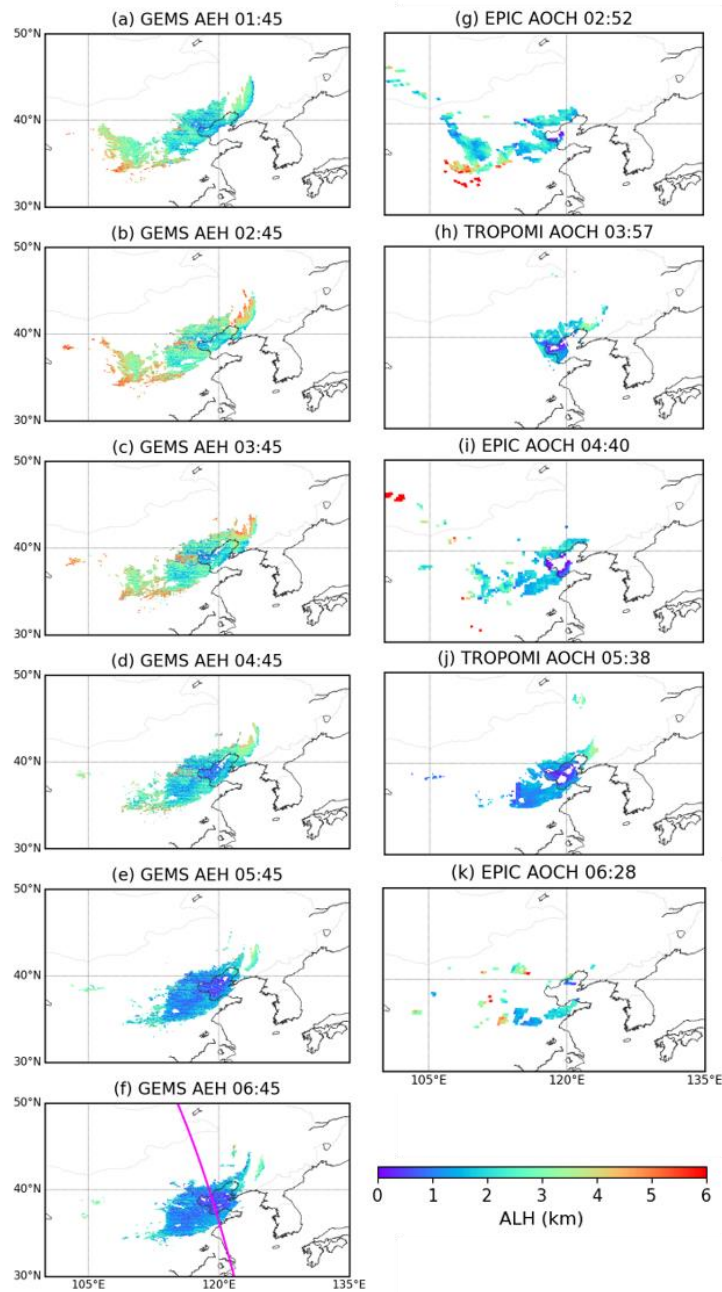 (a) GEMS AEH 01:45
50°N
40°N
30°N
(b) GEMS AEH 02:45
50°N
40°N
30°N
(c) GEMS AEH 03:45
50°N
40°N
30°N
(d) GEMS AEH 04:45
50°N
40°N
30°N
(e) GEMS AEH 05:45
50°N
40°N
30°N
(f) GEMS AEH 06:45
50°N
40°N
30°N
105°E 120°E 135°E
(g) EPIC AOCH 02:52
(h) TROPOMI AOCH 03:57
(i) EPIC AOCH 04:40
(j) TROPOMI AOCH 05:38
(k) EPIC AOCH 06:28
105°E 120°E 135°E
0 1 2 3 4 5 6
ALH (km)